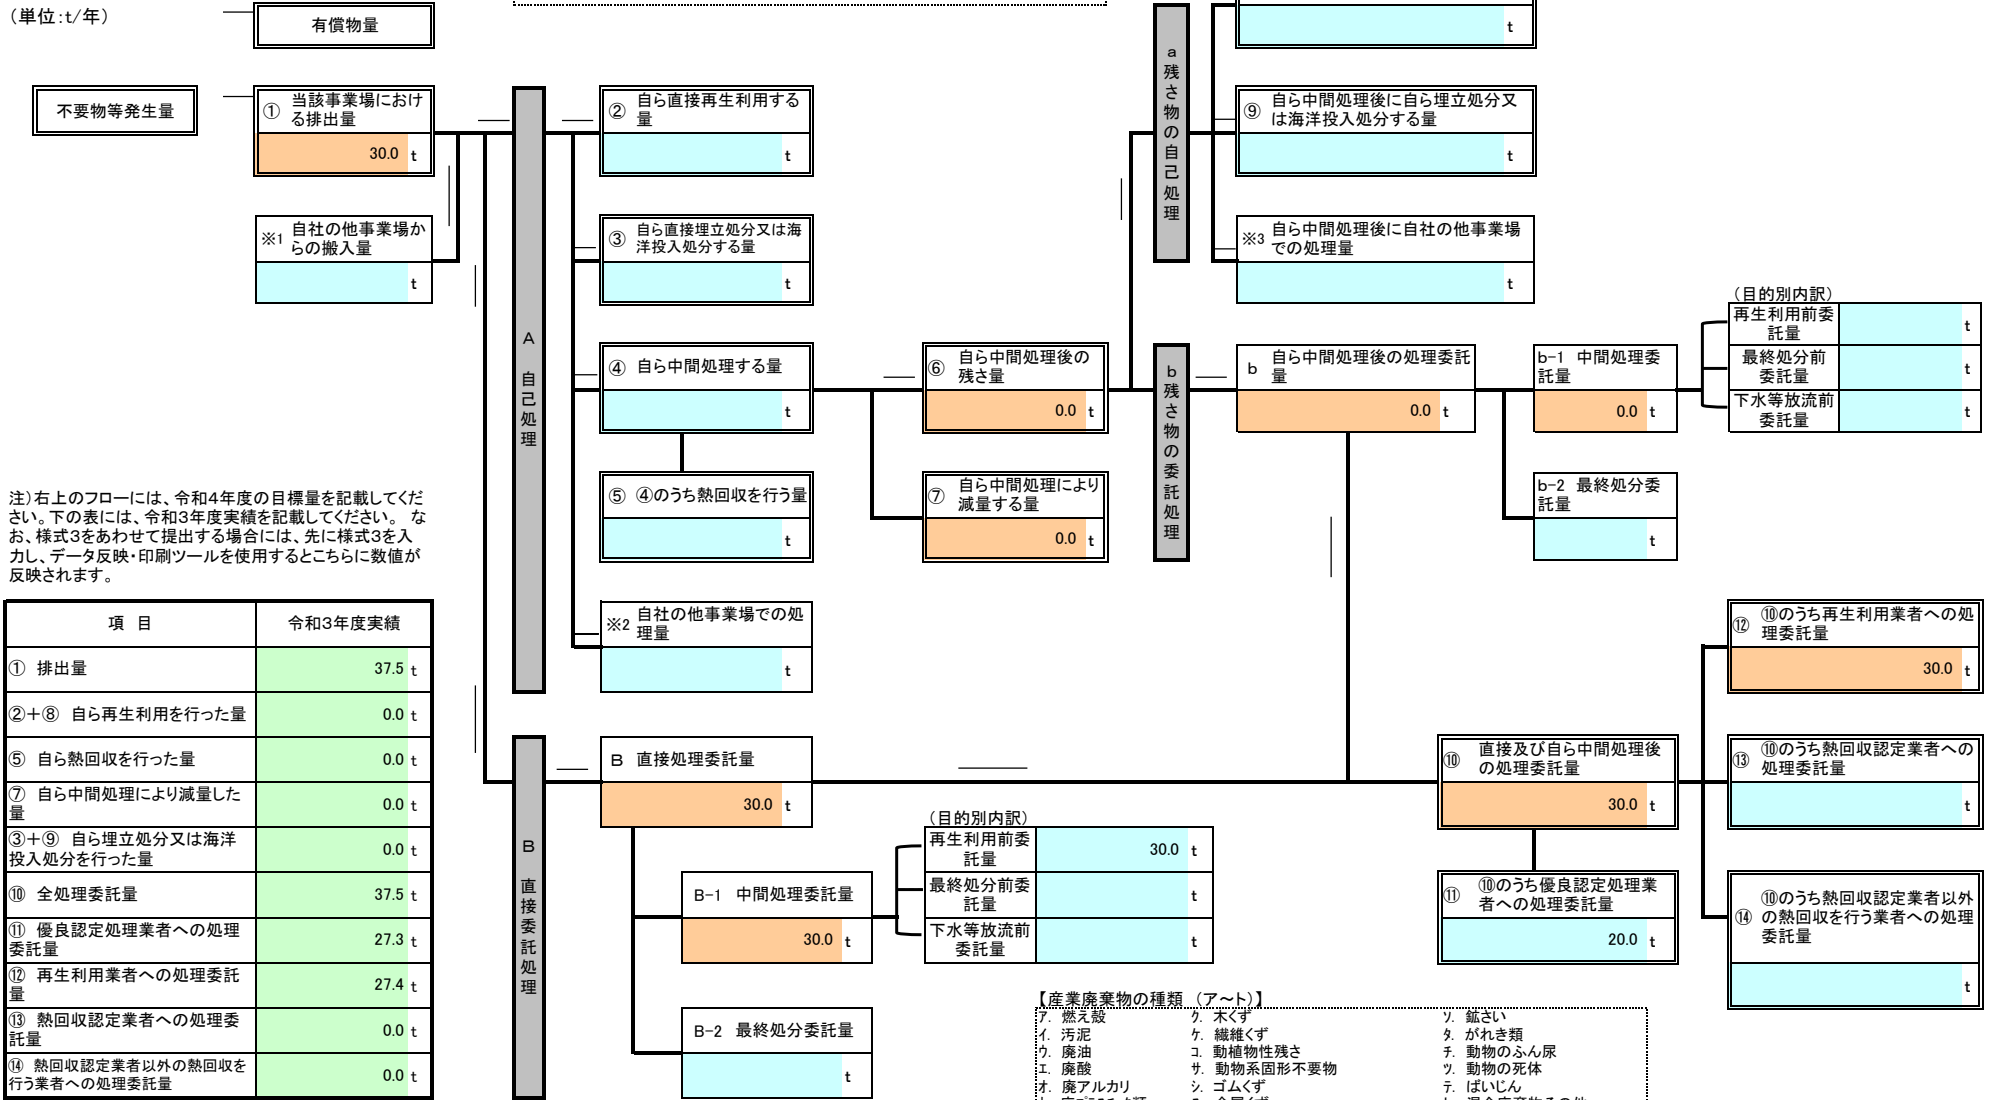 (単位:t/年)
有償物量
t
不要物等発生量
① 当該事業場におけ
る排出量
30.0 t
※1 自社の他事業場か
らの搬入量
t
A 自己処理
② 自ら直接再生利用する
量
t
③ 自ら直接埋立処分又は海
洋投入処分する量
t
④ 自ら中間処理する量
t
⑤ ④のうち熱回収を行う量
t
※2 自社の他事業場での処
理量
t
⑥ 自ら中間処理後の
残さ量
0.0 t
⑦ 自ら中間処理により
減量する量
0.0 t
a 残さ物の自己処理
⑨ 自ら中間処理後に自ら埋立処分又
は海洋投入処分する量
t
※3 自ら中間処理後に自社の他事業場
での処理量
t
b 残さ物の委託処理
b 自ら中間処理後の処理委託
量
0.0 t
b-1 中間処理委
託量
0.0 t
b-2 最終処分委
託量
t
(目的別内訳)
再生利用前委
託量
t
最終処分前
委託量
t
下水等放流前
委託量
t
注)右上のフローには、令和4年度の目標量を記載してくだ
さい。下の表には、令和3年度実績を記載してください。 な
お、様式3をあわせて提出する場合には、先に様式3を入
力し、データ反映・印刷ツールを使用するとこちらに数値が
反映されます。
項 目 令和3年度実績
① 排出量 37.5 t
②+⑧ 自ら再生利用を行った量 0.0 t
⑤ 自ら熱回収を行った量 0.0 t
⑦ 自ら中間処理により減量した
量 0.0 t
③+⑨ 自ら埋立処分又は海洋
投入処分を行った量 0.0 t
⑩ 全処理委託量 37.5 t
⑪ 優良認定処理業者への処理
委託量 27.3 t
⑫ 再生利用業者への処理委託
量 27.4 t
⑬ 熱回収認定業者への処理委
託量 0.0 t
⑭ 熱回収認定業者以外の熱回収を
行う業者への処理委託量 0.0 t
B 直接委託処理
B 直接処理委託量
30.0 t
B-1 中間処理委託量
30.0 t
B-2 最終処分委託量
t
(目的別内訳)
再生利用前委
託量
30.0 t
最終処分前委
託量
t
下水等放流前
委託量
t
⑩ 直接及び自ら中間処理後
の処理委託量
30.0 t
⑪ ⑩のうち優良認定処理業
者への処理委託量
20.0 t
⑫ ⑩のうち再生利用業者への処
理委託量
30.0 t
⑬ ⑩のうち熱回収認定業者への
処理委託量
t
⑭ ⑩のうち熱回収認定業者以外
の熱回収を行う業者への処理
委託量
t
【産業廃棄物の種類 (ア~ト)】
ア. 燃え殻 ク. 木くず ソ. 鉱さい
イ. 汚泥 ケ. 繊維くず タ. がれき類
ウ. 廃油 コ. 動植物性残さ チ. 動物のふん尿
エ. 廃酸 サ. 動物系固形不要物 ツ. 動物の死体
オ. 廃アルカリ シ. ゴムくず テ. ばいじん